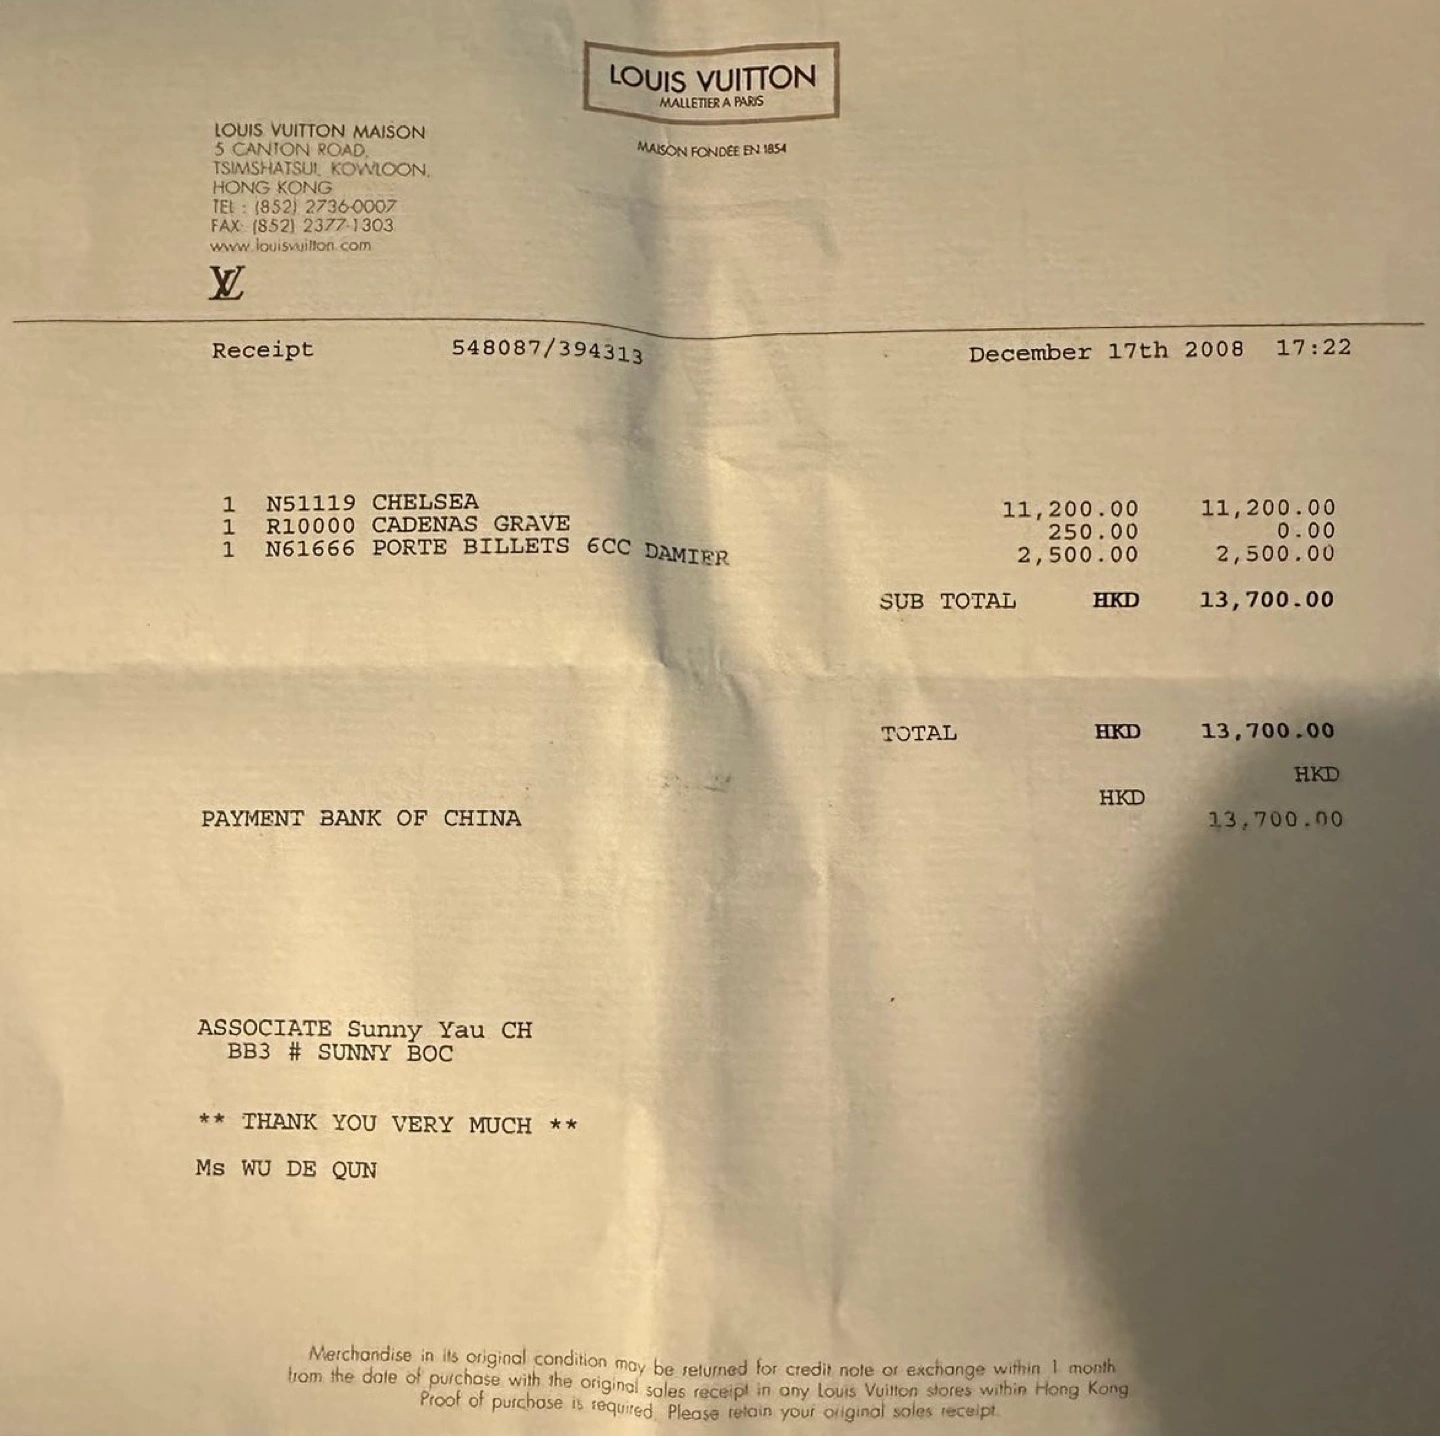 LOUIS VUITTON
MALLETIER A PARIS
MAISON FONDÉE EN 1854
LOUIS VUITTON MAISON
5 CANTON ROAD,
TSIMSHATSUI, KOWLOON,
HONG KONG
TEL : (852) 2736-0007
FAX: (852) 2377-1303
www.louisvuitton.com
LV
Receipt 548087/394313 December 17th 2008 17:22
1 N51119 CHELSEA 11,200.00 11,200.00
1 R10000 CADENAS GRAVE 250.00 0.00
1 N61666 PORTE BILLETS 6CC DAMIER 2,500.00 2,500.00
SUB TOTAL HKD 13,700.00
TOTAL HKD 13,700.00
HKD
HKD
PAYMENT BANK OF CHINA 13,700.00
ASSOCIATE Sunny Yau CH
BB3 # SUNNY BOC
** THANK YOU VERY MUCH **
Ms WU DE QUN
Merchandise in its original condition may be returned for credit note or exchange within 1 month
from the date of purchase with the original sales receipt in any Louis Vuitton stores within Hong Kong
Proof of purchase is required. Please retain your original sales receipt.